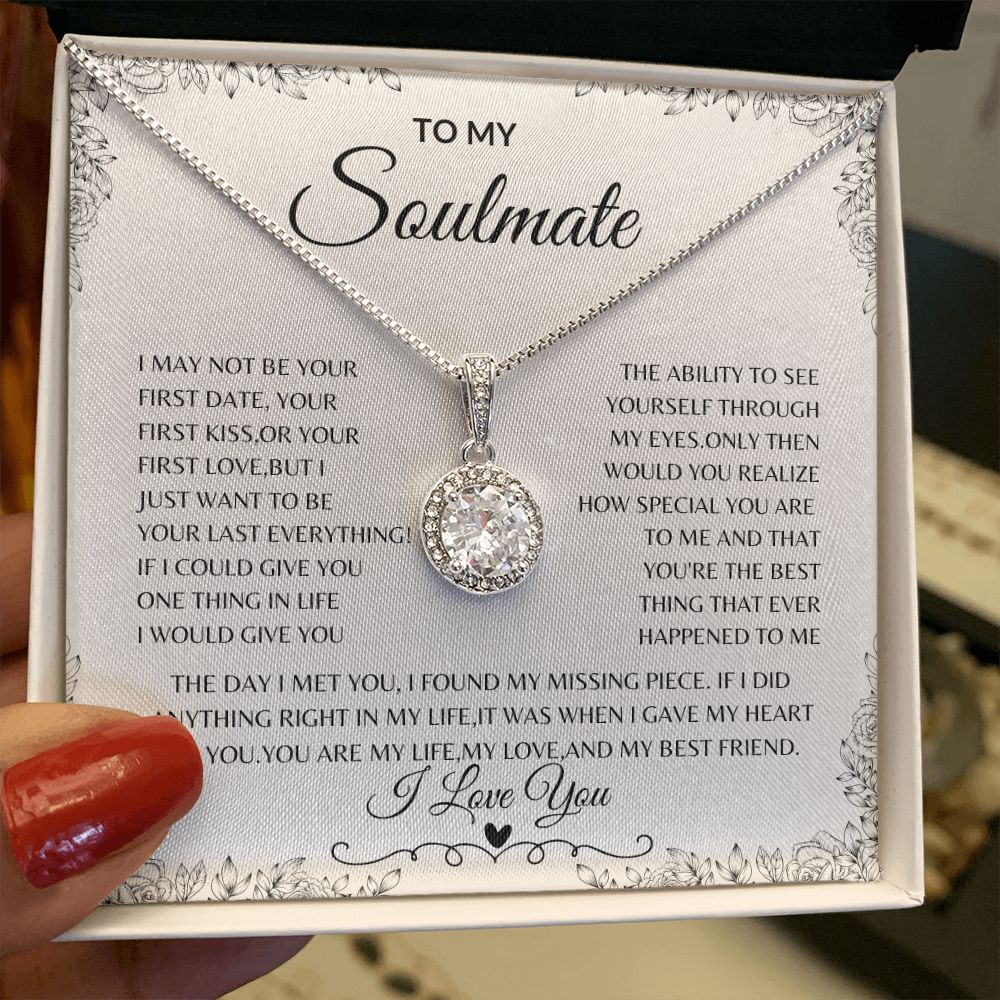 TO MY
Soulmate
I MAY NOT BE YOUR
FIRST DATE, YOUR
FIRST KISS,OR YOUR
FIRST LOVE,BUT I
JUST WANT TO BE
YOUR LAST EVERYTHING!
IF I COULD GIVE YOU
ONE THING IN LIFE
I WOULD GIVE YOU
THE ABILITY TO SEE
YOURSELF THROUGH
MY EYES.ONLY THEN
WOULD YOU REALIZE
HOW SPECIAL YOU ARE
TO ME AND THAT
YOU'RE THE BEST
THING THAT EVER
HAPPENED TO ME
THE DAY I MET YOU, I FOUND MY MISSING PIECE. IF I DID
ANYTHING RIGHT IN MY LIFE,IT WAS WHEN I GAVE MY HEART
YOU.YOU ARE MY LIFE,MY LOVE,AND MY BEST FRIEND.
I Love You